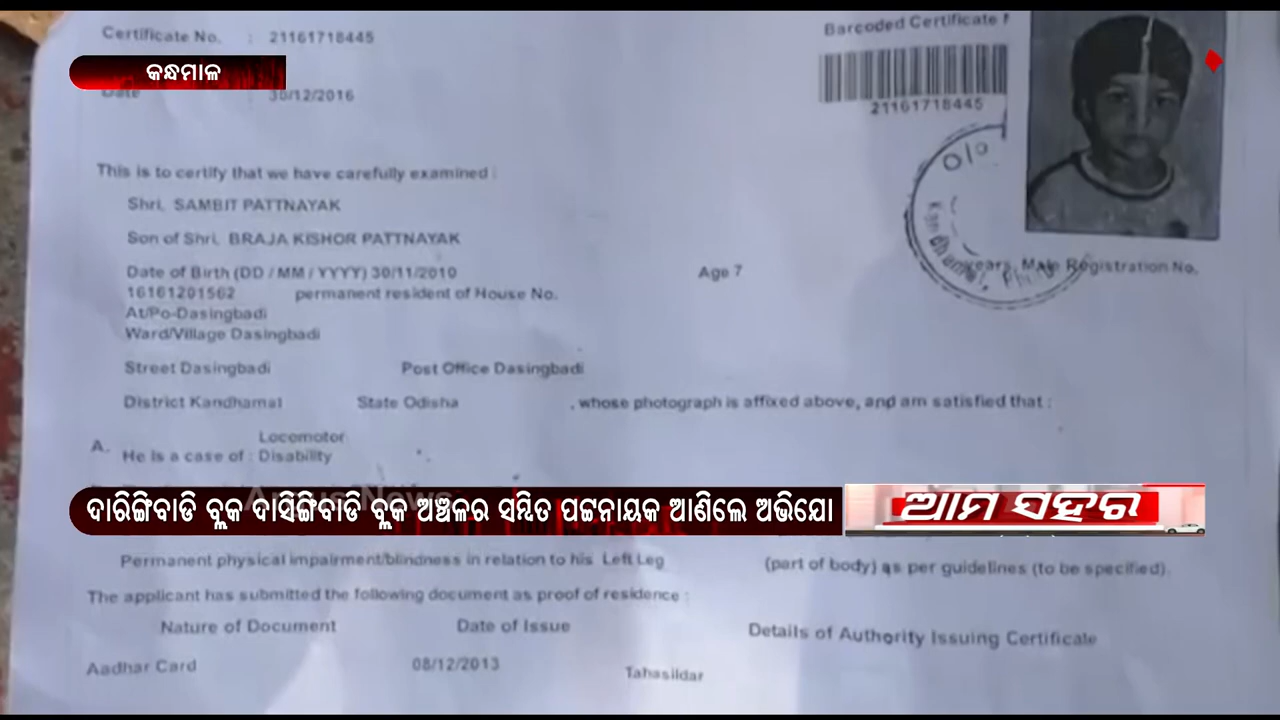 Certificate No. : 21161718445
Barcoded Certificate
କନ୍ଧମାଳ
Date : 30/12/2016
21161718445
This is to certify that we have carefully examined :
Shri. SAMBIT PATTNAYAK
Son of Shri. BRAJA KISHOR PATTNAYAK
Date of Birth (DD / MM / YYYY) 30/11/2010 Age 7 years, Male Registration No.
16161201562 permanent resident of House No.
At/Po-Dasingbadi
Ward/Village Dasingbadi
Street Dasingbadi Post Office Dasingbadi
District Kandhamal State Odisha , whose photograph is affixed above, and am satisfied that :
A. He is a case of : Locomotor Disability
ଦାରିଙ୍ଗିବାଡି ବ୍ଲକ ଦାସିଙ୍ଗିବାଡି ବ୍ଲକ ଅଞ୍ଚଳର ସମ୍ବିତ ପଟ୍ଟନାୟକ ଆଣିଲେ ଅଭିଯୋ
ଆମ ସହର
Permanent physical impairment/blindness in relation to his Left Leg (part of body) as per guidelines (to be specified).
The applicant has submitted the following document as proof of residence :
Nature of Document Date of Issue Details of Authority Issuing Certificate
Aadhar Card 08/12/2013 Tahasildar